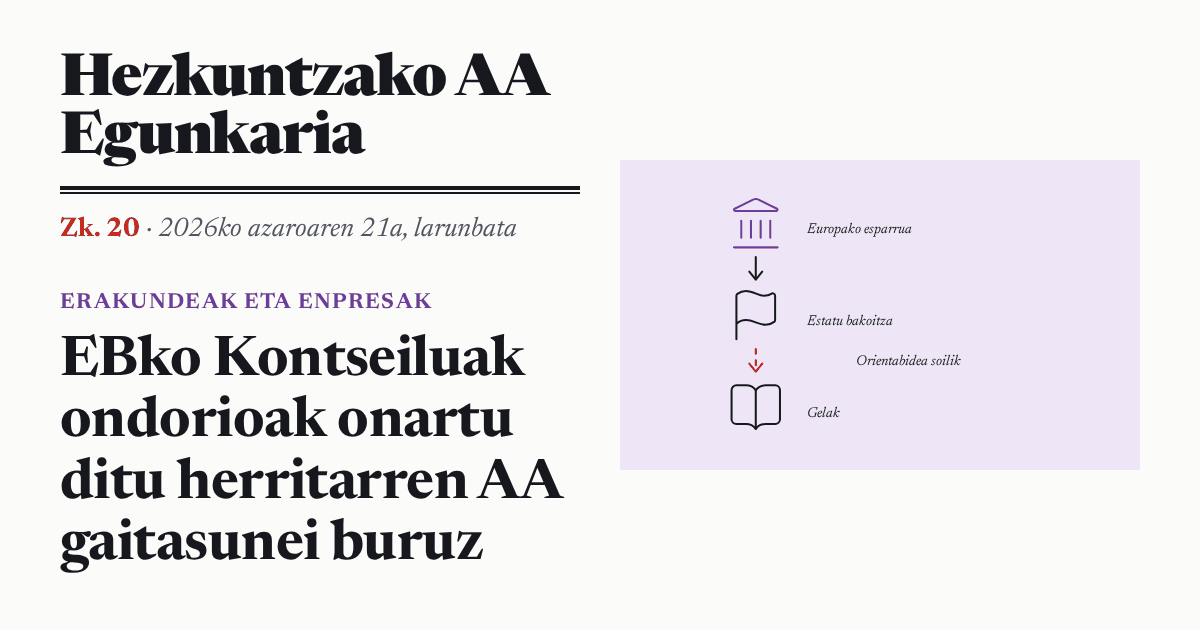 Hezkuntzako AA
Egunkaria
Zk. 20 · 2026ko azaroaren 21a, larunbata
ERAKUNDEAK ETA ENPRESAK
EBko Kontseiluak
ondorioak onartu
ditu herritarren AA
gaitasunei buruz
Europako esparrua
Estatu bakoitza
Orientabidea soilik
Gelak